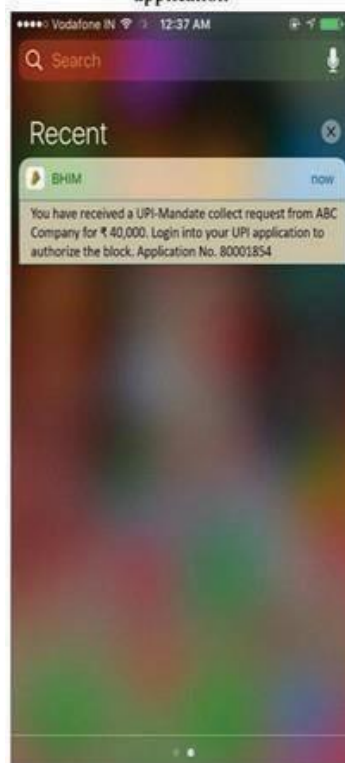 application
Vodafone IN 12:37 AM
Search
Recent
BHIM now
You have received a UPI-Mandate collect request from ABC
Company for ₹ 40,000. Login into your UPI application to
authorize the block. Application No. 80001854